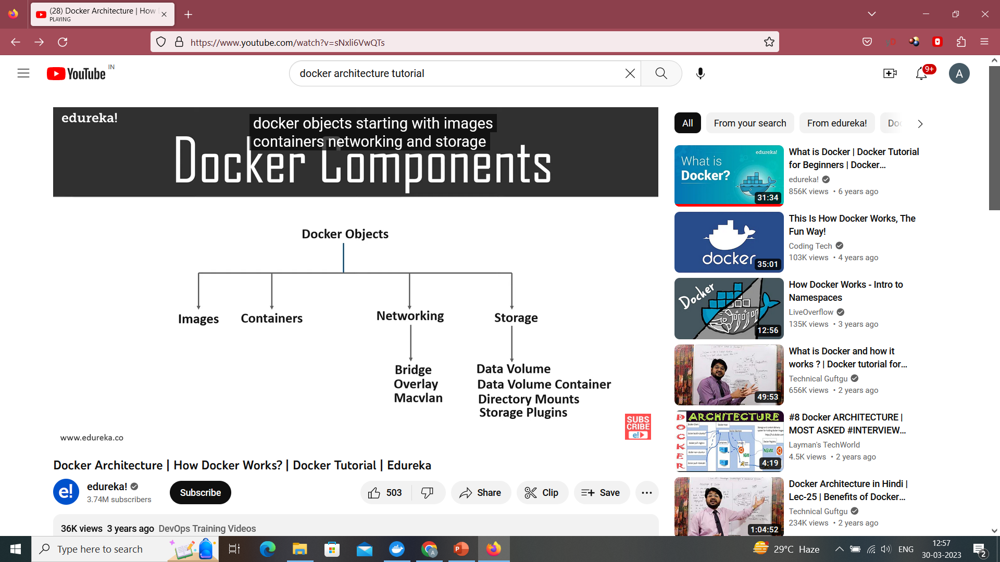 (28) Docker Architecture | How
PLAYING
https://www.youtube.com/watch?v=sNxli6VwQTs
YouTube IN
docker architecture tutorial
9+
A
edureka!
docker objects starting with images
containers networking and storage
Docker Components
Docker Objects
Images
Containers
Networking
Storage
Bridge
Overlay
Macvlan
Data Volume
Data Volume Container
Directory Mounts
Storage Plugins
SUBS
CRIBE
e!
www.edureka.co
Docker Architecture | How Docker Works? | Docker Tutorial | Edureka
e!
edureka!
3.74M subscribers
Subscribe
503
Share
Clip
Save
36K views 3 years ago DevOps Training Videos
All
From your search
From edureka!
edureka!
What is
Docker?
31:34
What is Docker | Docker Tutorial
for Beginners | Docker...
edureka!
856K views • 6 years ago
docker
35:01
This Is How Docker Works, The
Fun Way!
Coding Tech
103K views • 4 years ago
Docker
12:56
How Docker Works - Intro to
Namespaces
LiveOverflow
135K views • 3 years ago
49:53
What is Docker and how it
works ? | Docker tutorial for...
Technical Guftgu
656K views • 2 years ago
DOCKER
ARCHITECTURE
Docker Client
Docker Host
Docker Registry
NGINX
4:19
#8 Docker ARCHITECTURE |
MOST ASKED #INTERVIEW...
Layman's TechWorld
4.5K views • 2 years ago
1:04:52
Docker Architecture in Hindi |
Lec-25 | Benefits of Docker...
Technical Guftgu
234K views • 2 years ago
Type here to search
A
P
29°C Haze
ENG
12:57
30-03-2023
2